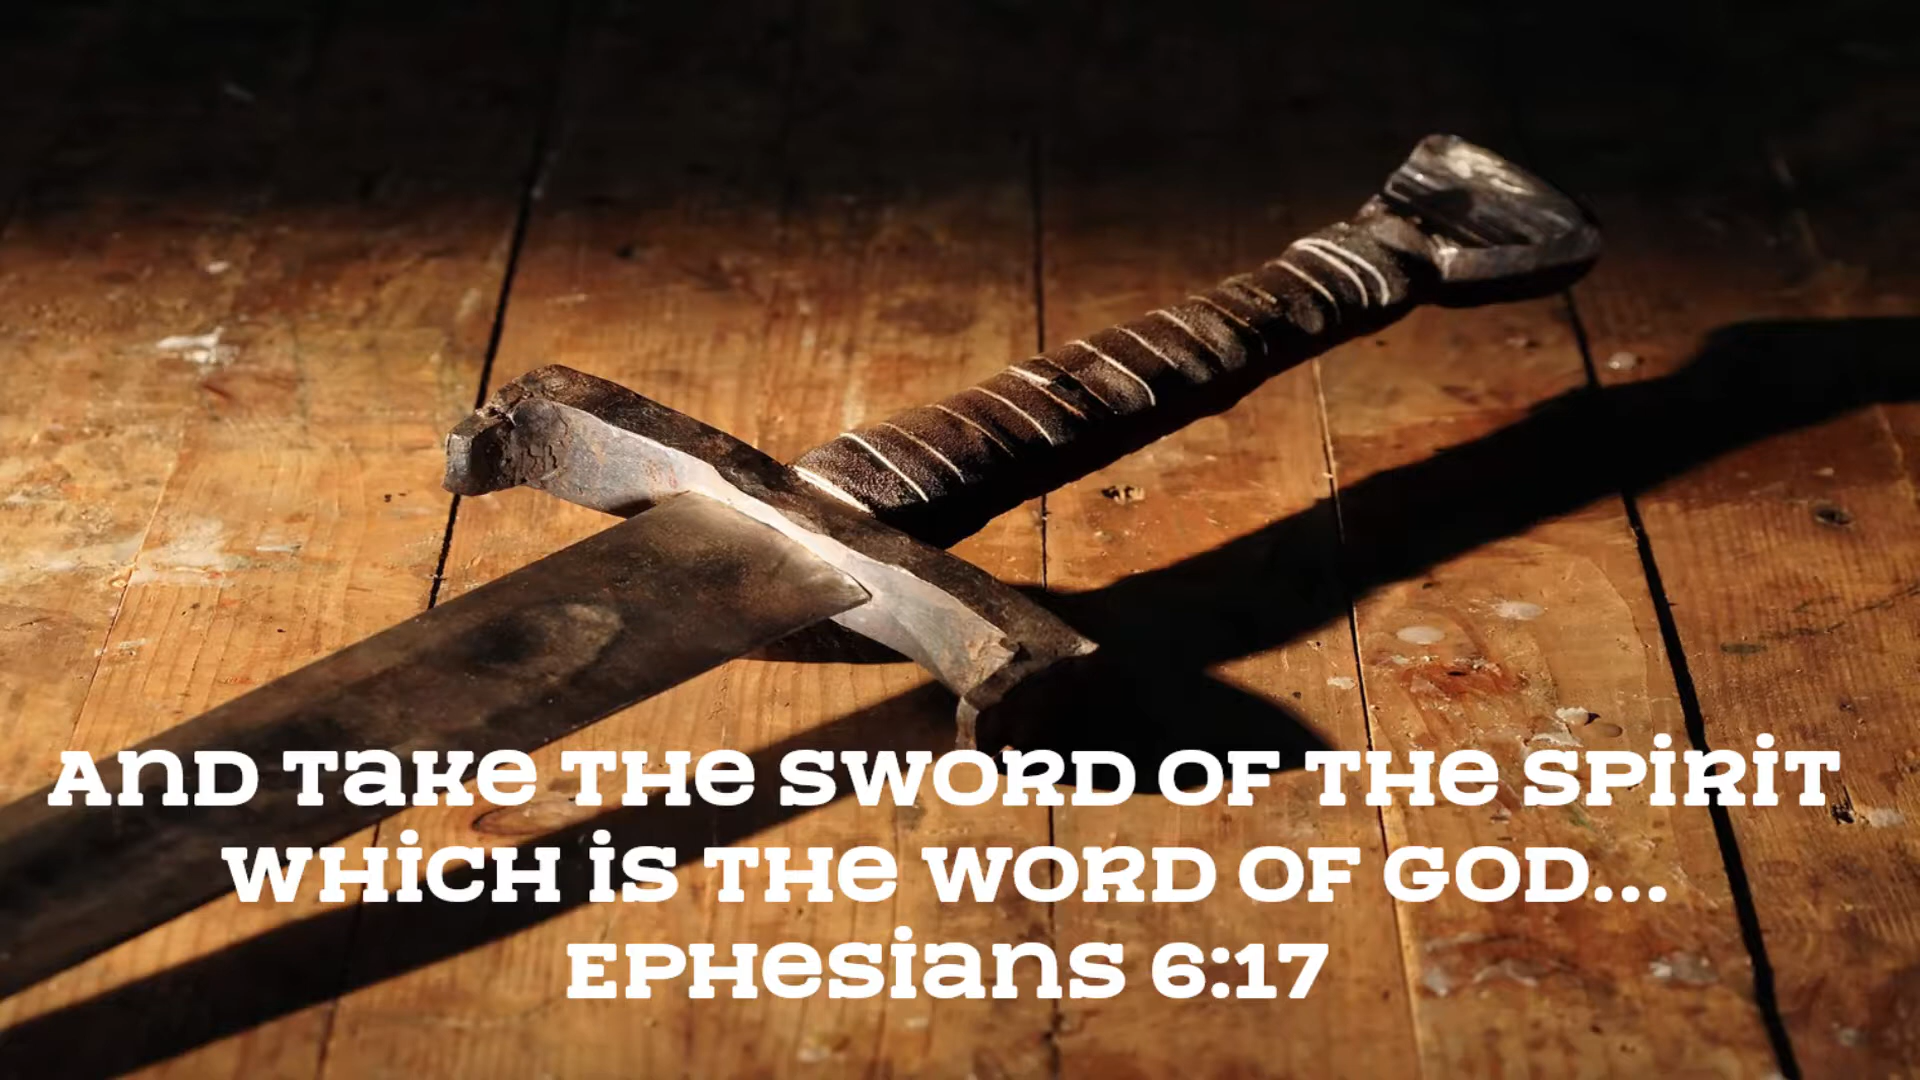 AnD TaKe THe SWORD OF THe SPiRiT
WHiCH iS THe WORD OF GOD...
EPHesians 6:17